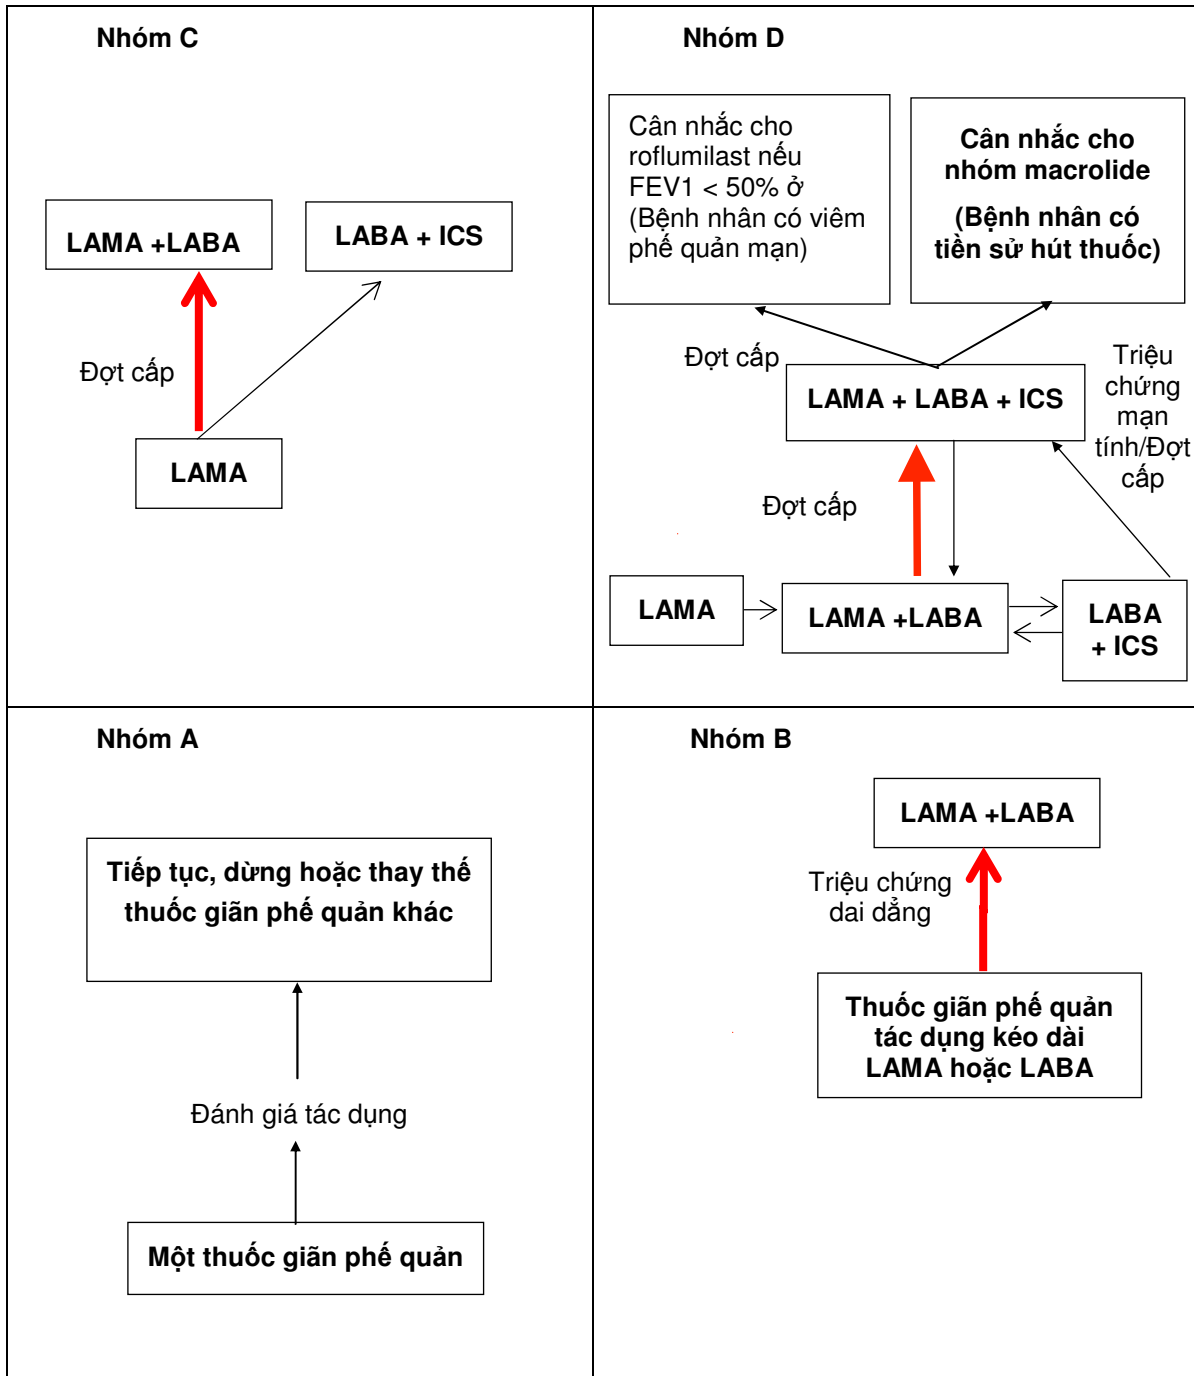 Nhóm C
LAMA +LABA
LABA + ICS
Đợt cấp
LAMA
Nhóm D
Cân nhắc cho
roflumilast nếu
FEV1 < 50% ở
(Bệnh nhân có viêm
phế quản mạn)
Cân nhắc cho
nhóm macrolide
(Bệnh nhân có
tiền sử hút thuốc)
Đợt cấp
Triệu
chứng
mạn
tính/Đợt
cấp
LAMA + LABA + ICS
Đợt cấp
LAMA
LAMA +LABA
LABA
+ ICS
Nhóm A
Tiếp tục, dừng hoặc thay thế
thuốc giãn phế quản khác
Đánh giá tác dụng
Một thuốc giãn phế quản
Nhóm B
LAMA +LABA
Triệu chứng
dai dẳng
Thuốc giãn phế quản
tác dụng kéo dài
LAMA hoặc LABA